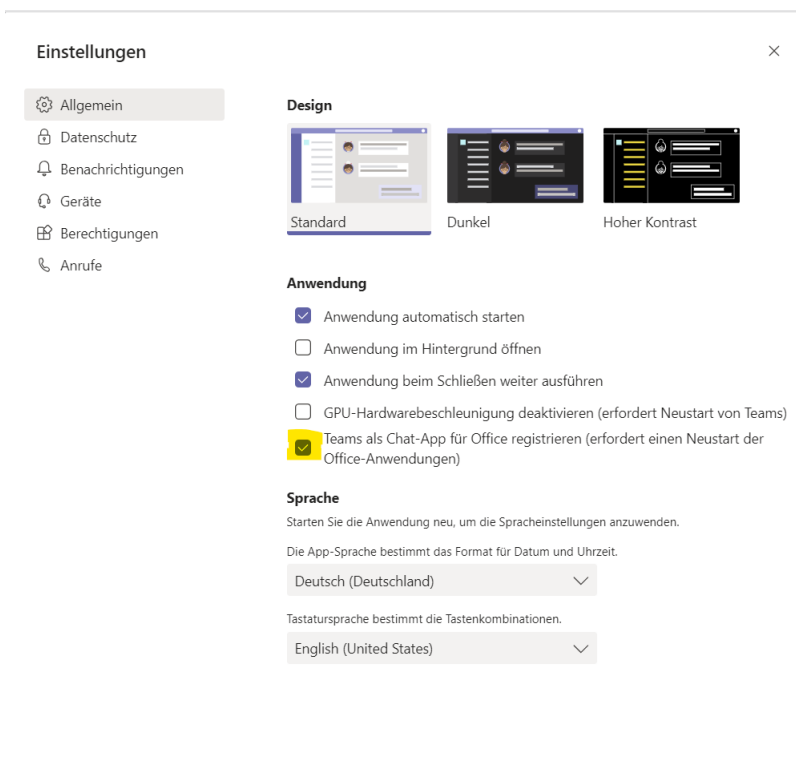 Einstellungen
Allgemein
Datenschutz
Benachrichtigungen
Geräte
Berechtigungen
Anrufe
Design
Standard
Dunkel
Hoher Kontrast
Anwendung
Anwendung automatisch starten
Anwendung im Hintergrund öffnen
Anwendung beim Schließen weiter ausführen
GPU-Hardwarebeschleunigung deaktivieren (erfordert Neustart von Teams)
Teams als Chat-App für Office registrieren (erfordert einen Neustart der
Office-Anwendungen)
Sprache
Starten Sie die Anwendung neu, um die Spracheinstellungen anzuwenden.
Die App-Sprache bestimmt das Format für Datum und Uhrzeit.
Deutsch (Deutschland)
Tastatursprache bestimmt die Tastenkombinationen.
English (United States)